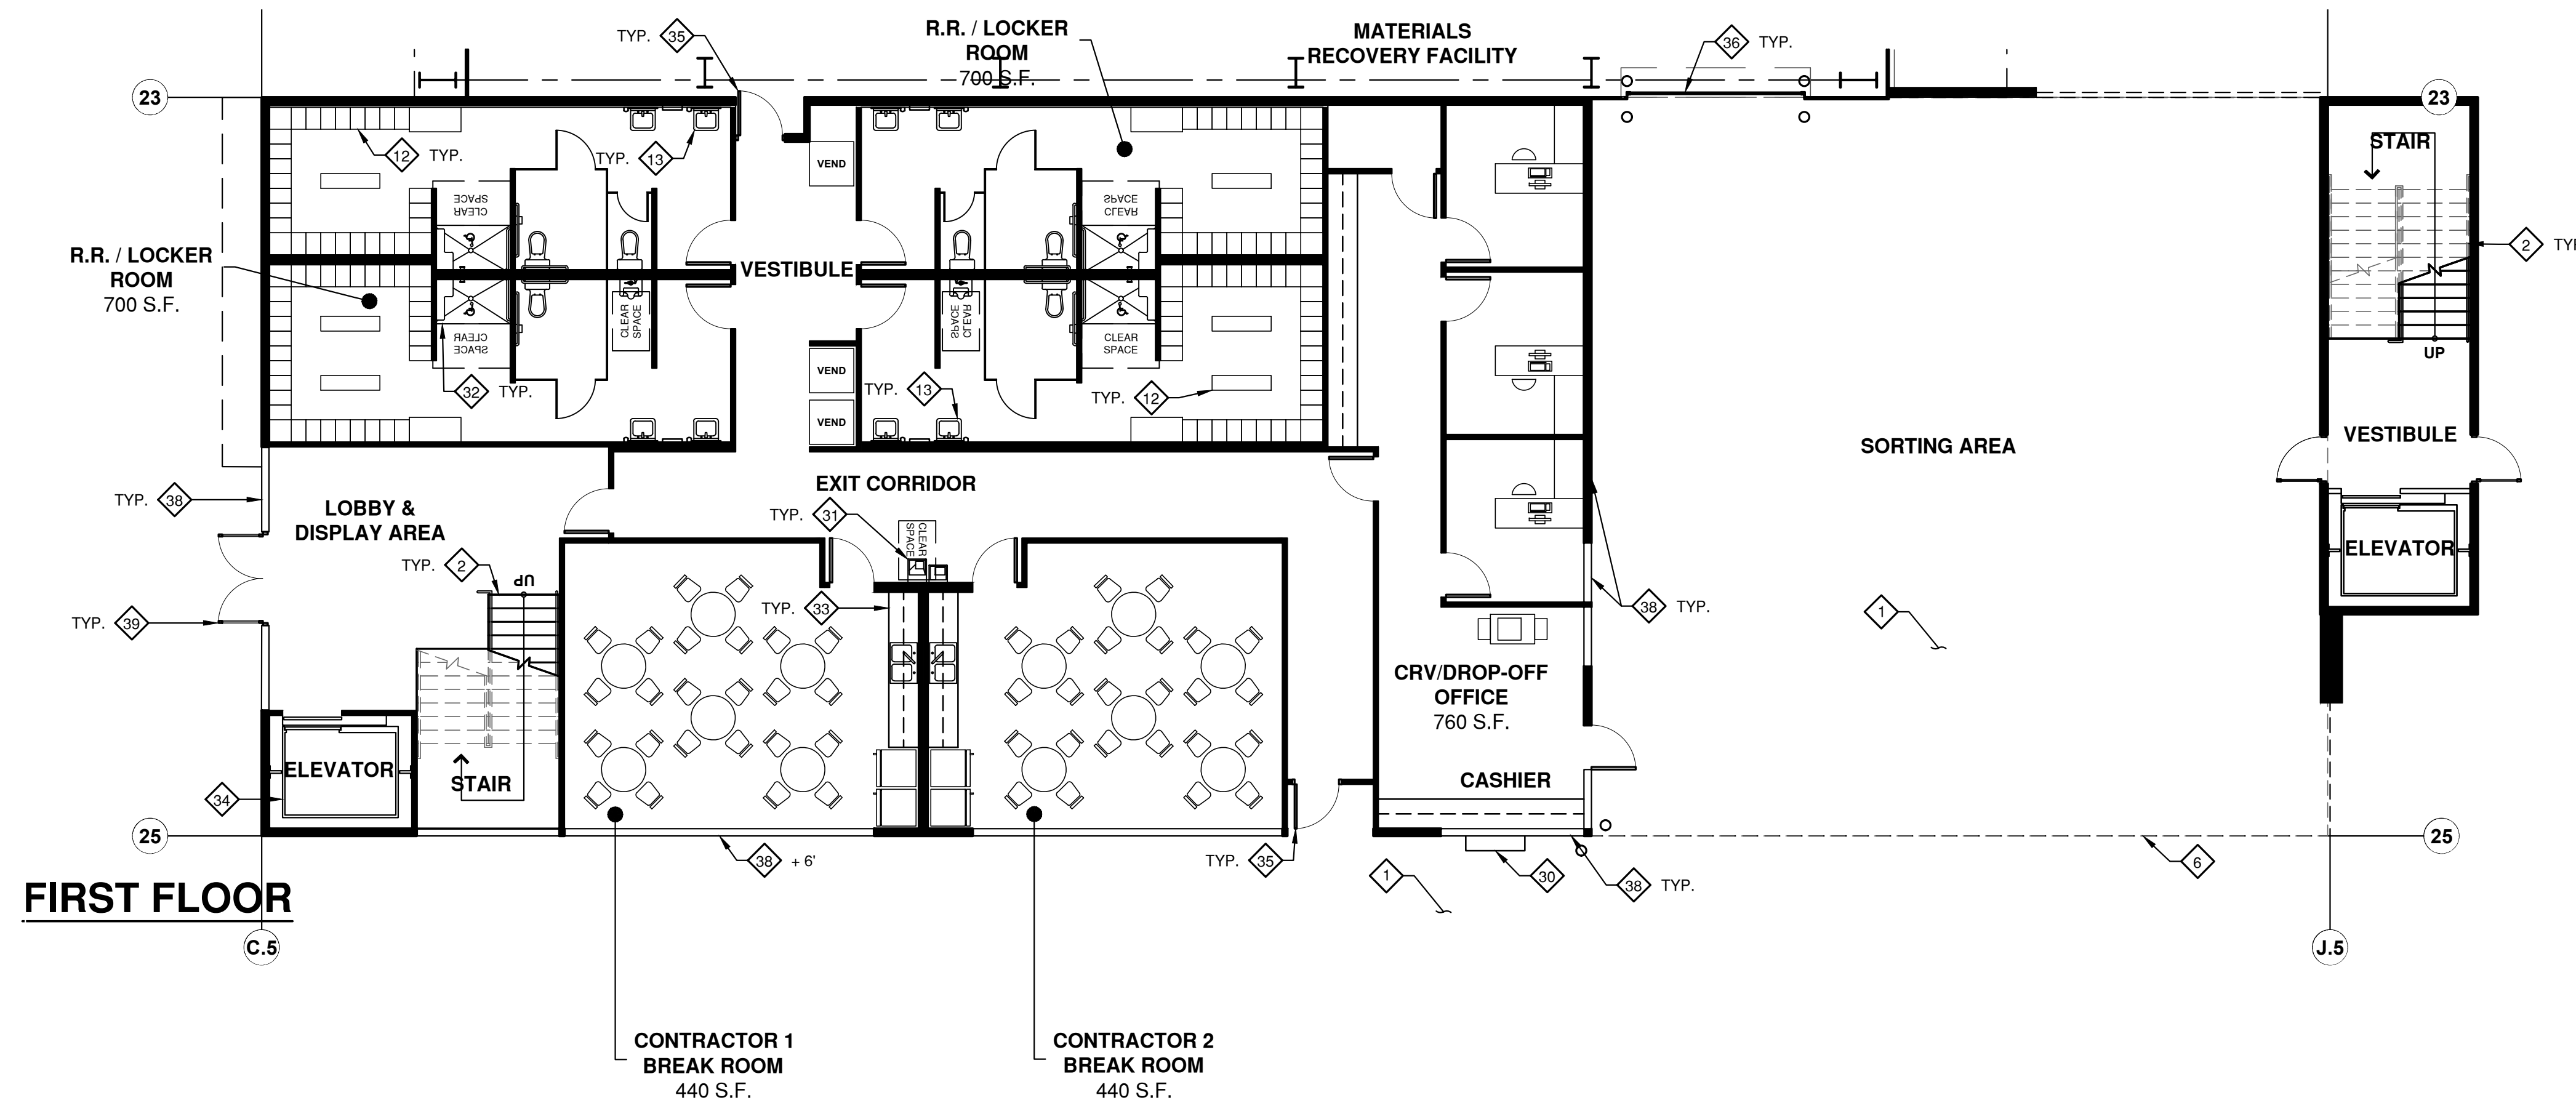 TYP. 35
R.R. / LOCKER
ROOM
700 S.F.
MATERIALS
RECOVERY FACILITY
36 TYP.
23
23
12 TYP.
TYP. 13
VEND
STAIR
SPACE
CLEAR
SPACE
CLEAR
2 TYP
R.R. / LOCKER
ROOM
700 S.F.
VESTIBULE
CLEAR
SPACE
SPACE
CLEAR
CLEAR
SPACE
CLEAR
SPACE
UP
VEND
32 TYP.
TYP. 13
TYP. 12
VEND
VESTIBULE
SORTING AREA
EXIT CORRIDOR
TYP. 38
LOBBY &
DISPLAY AREA
TYP. 31
CLEAR
SPACE
ELEVATOR
TYP. 2
UP
TYP. 33
38 TYP.
1
TYP. 39
CRV/DROP-OFF
OFFICE
760 S.F.
ELEVATOR
STAIR
CASHIER
34
25
25
38 + 6'
TYP. 35
1
30
38 TYP.
6
FIRST FLOOR
C.5
J.5
CONTRACTOR 1
BREAK ROOM
440 S.F.
CONTRACTOR 2
BREAK ROOM
440 S.F.